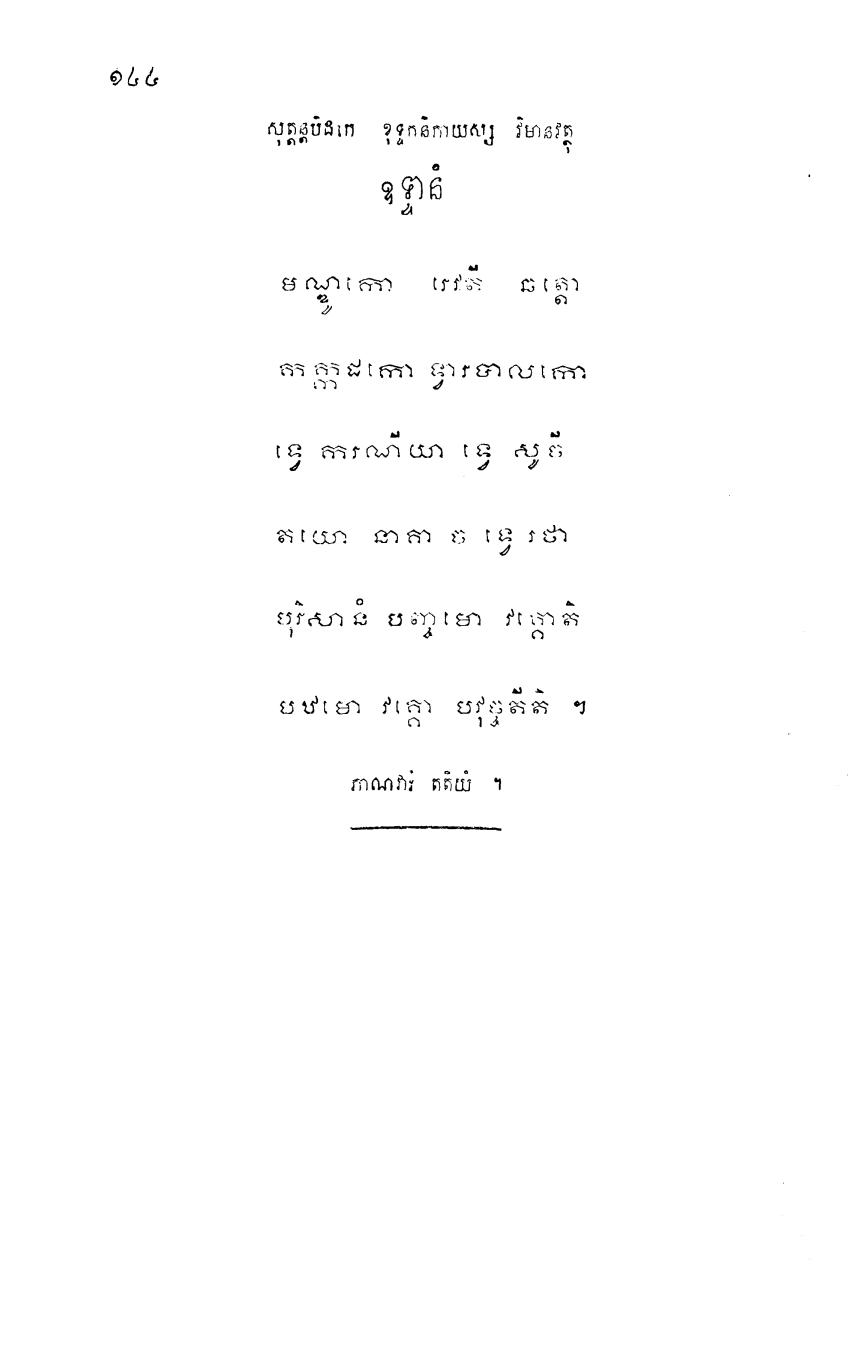 ១៤៤
សុត្តន្តបិដកេ ខុទ្ទកនិកាយស្ស វិមានវត្ថុ
ឧទ្ទានំ
មណ្ឌូកោ រេវតី ឆត្តោ
កក្កដកោ ទ្វារបាលកោ
ទ្វេ ករណីយា ទ្វេ សូចី
តយោ នាគា ច ទ្វេ រថា
បុរិសានំ បញ្ចមោ វគ្គោតិ
បឋមោ វគ្គោ បវុច្ចតីតិ ។
ភាណវារំ តតិយំ ។